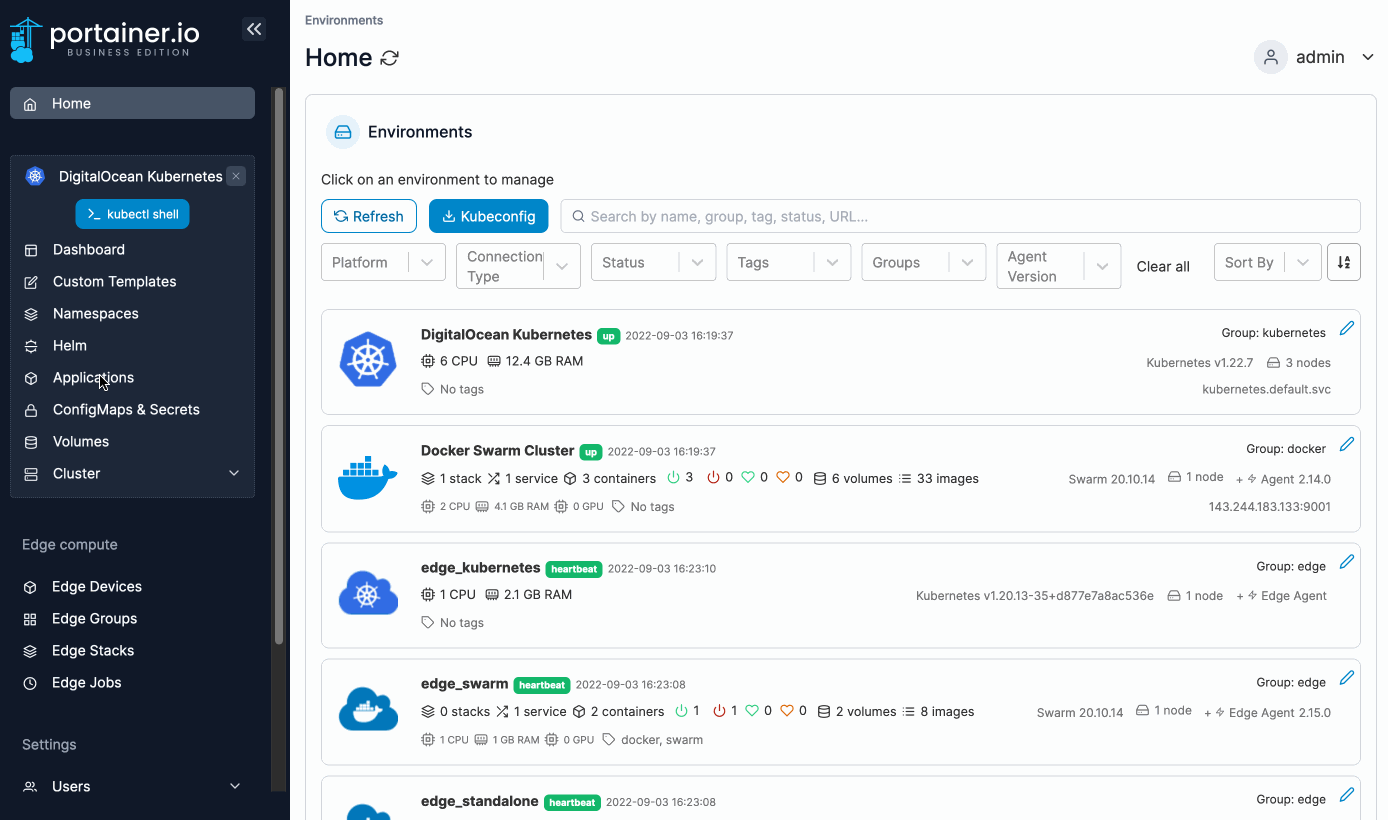 portainer.io
BUSINESS EDITION
Home
DigitalOcean Kubernetes
kubectl shell
Dashboard
Custom Templates
Namespaces
Helm
Applications
ConfigMaps & Secrets
Volumes
Cluster
Edge compute
Edge Devices
Edge Groups
Edge Stacks
Edge Jobs
Settings
Users
Environments
Home
admin
Environments
Click on an environment to manage
Refresh
Kubeconfig
Search by name, group, tag, status, URL...
Platform
Connection
Type
Status
Tags
Groups
Agent
Version
Clear all
Sort By
DigitalOcean Kubernetes up 2022-09-03 16:19:37
Group: kubernetes
6 CPU 12.4 GB RAM
Kubernetes v1.22.7 3 nodes
No tags
kubernetes.default.svc
Docker Swarm Cluster up 2022-09-03 16:19:37
Group: docker
1 stack 1 service 3 containers 3 0 0 0 6 volumes 33 images
Swarm 20.10.14 1 node + Agent 2.14.0
2 CPU 4.1 GB RAM 0 GPU No tags
143.244.183.133:9001
edge_kubernetes heartbeat 2022-09-03 16:23:10
Group: edge
1 CPU 2.1 GB RAM
Kubernetes v1.20.13-35+d877e7a8ac536e 1 node + Edge Agent
No tags
edge_swarm heartbeat 2022-09-03 16:23:08
Group: edge
0 stacks 1 service 2 containers 1 1 0 0 2 volumes 8 images
Swarm 20.10.14 1 node + Edge Agent 2.15.0
1 CPU 1 GB RAM 0 GPU docker, swarm
edge_standalone heartbeat 2022-09-03 16:23:08
Group: edge